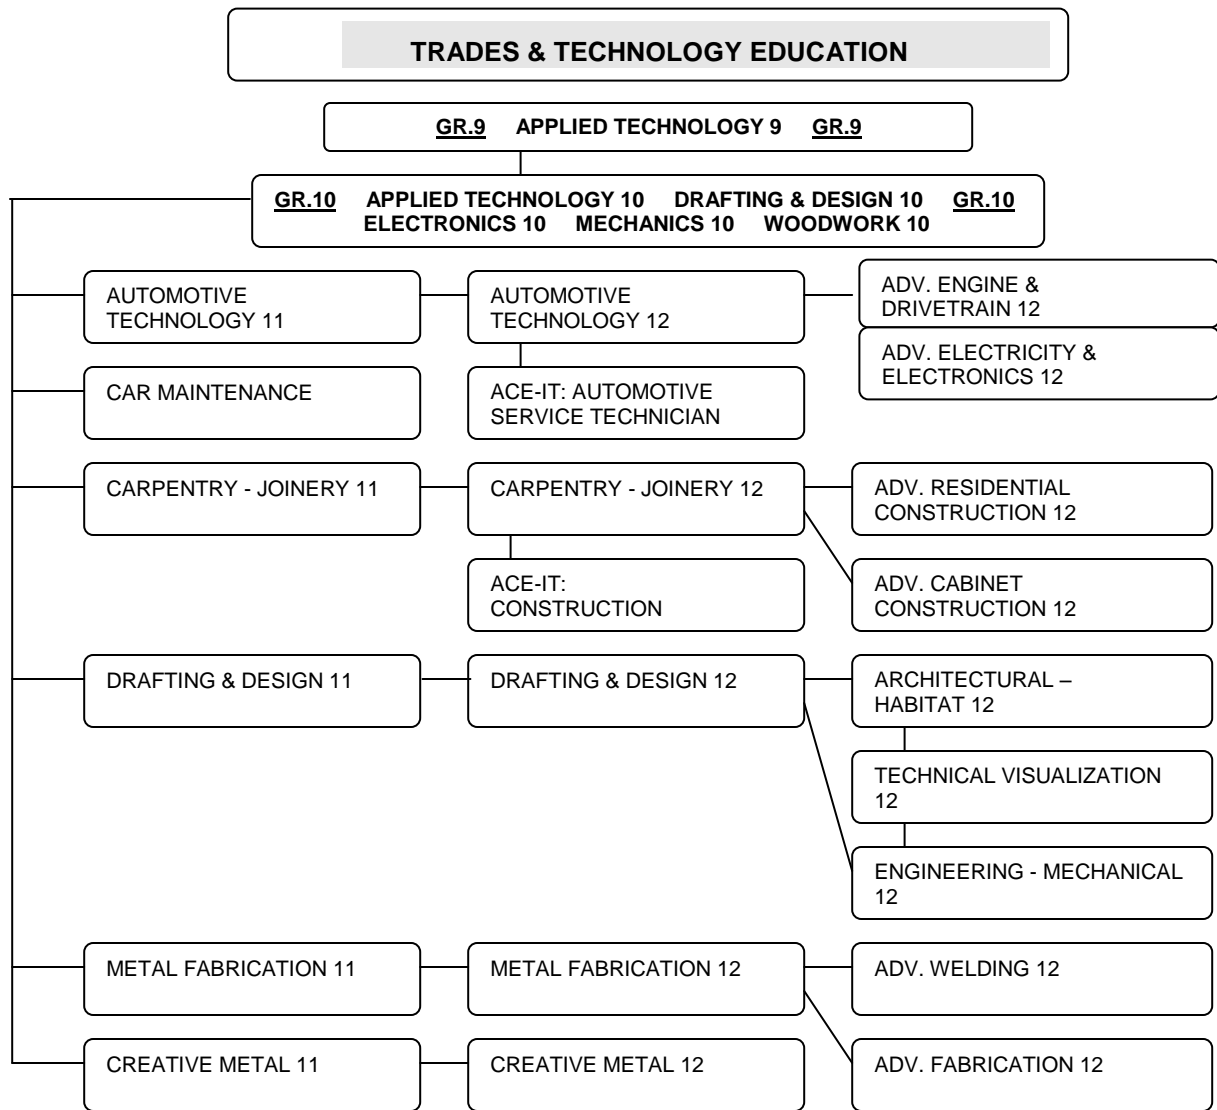 TRADES & TECHNOLOGY EDUCATION
GR.9 APPLIED TECHNOLOGY 9 GR.9
GR.10 APPLIED TECHNOLOGY 10 DRAFTING & DESIGN 10 GR.10
ELECTRONICS 10 MECHANICS 10 WOODWORK 10
AUTOMOTIVE
TECHNOLOGY 11
AUTOMOTIVE
TECHNOLOGY 12
ADV. ENGINE &
DRIVETRAIN 12
ADV. ELECTRICITY &
ELECTRONICS 12
CAR MAINTENANCE
ACE-IT: AUTOMOTIVE
SERVICE TECHNICIAN
CARPENTRY - JOINERY 11
CARPENTRY - JOINERY 12
ADV. RESIDENTIAL
CONSTRUCTION 12
ACE-IT:
CONSTRUCTION
ADV. CABINET
CONSTRUCTION 12
DRAFTING & DESIGN 11
DRAFTING & DESIGN 12
ARCHITECTURAL –
HABITAT 12
TECHNICAL VISUALIZATION
12
ENGINEERING - MECHANICAL
12
METAL FABRICATION 11
METAL FABRICATION 12
ADV. WELDING 12
CREATIVE METAL 11
CREATIVE METAL 12
ADV. FABRICATION 12